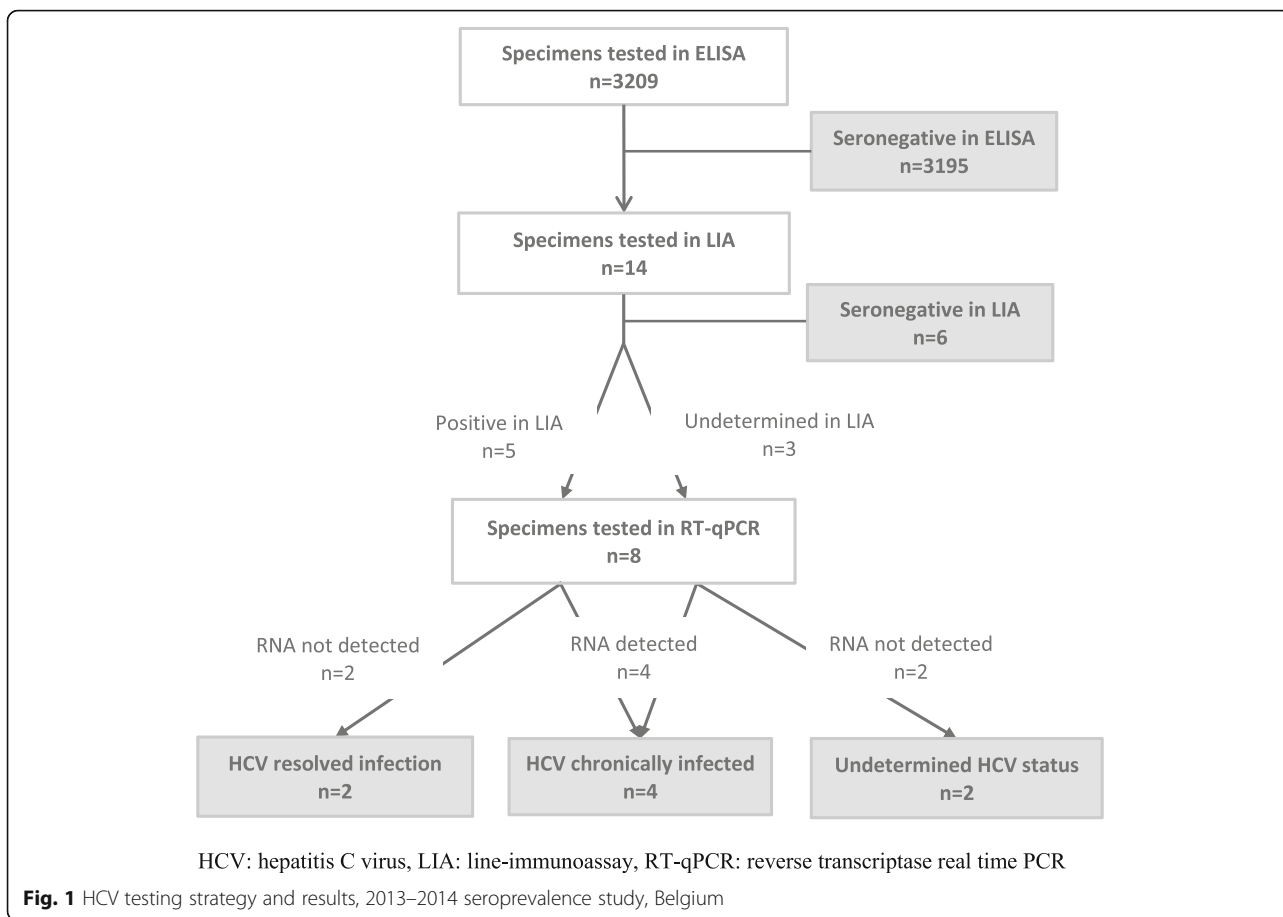 Specimens tested in ELISA
n=3209
Seronegative in ELISA
n=3195
Specimens tested in LIA
n=14
Seronegative in LIA
n=6
Positive in LIA
n=5
Undetermined in LIA
n=3
Specimens tested in RT-qPCR
n=8
RNA not detected
n=2
RNA detected
n=4
RNA not detected
n=2
HCV resolved infection
n=2
HCV chronically infected
n=4
Undetermined HCV status
n=2
HCV: hepatitis C virus, LIA: line-immunoassay, RT-qPCR: reverse transcriptase real time PCR
Fig. 1 HCV testing strategy and results, 2013–2014 seroprevalence study, Belgium